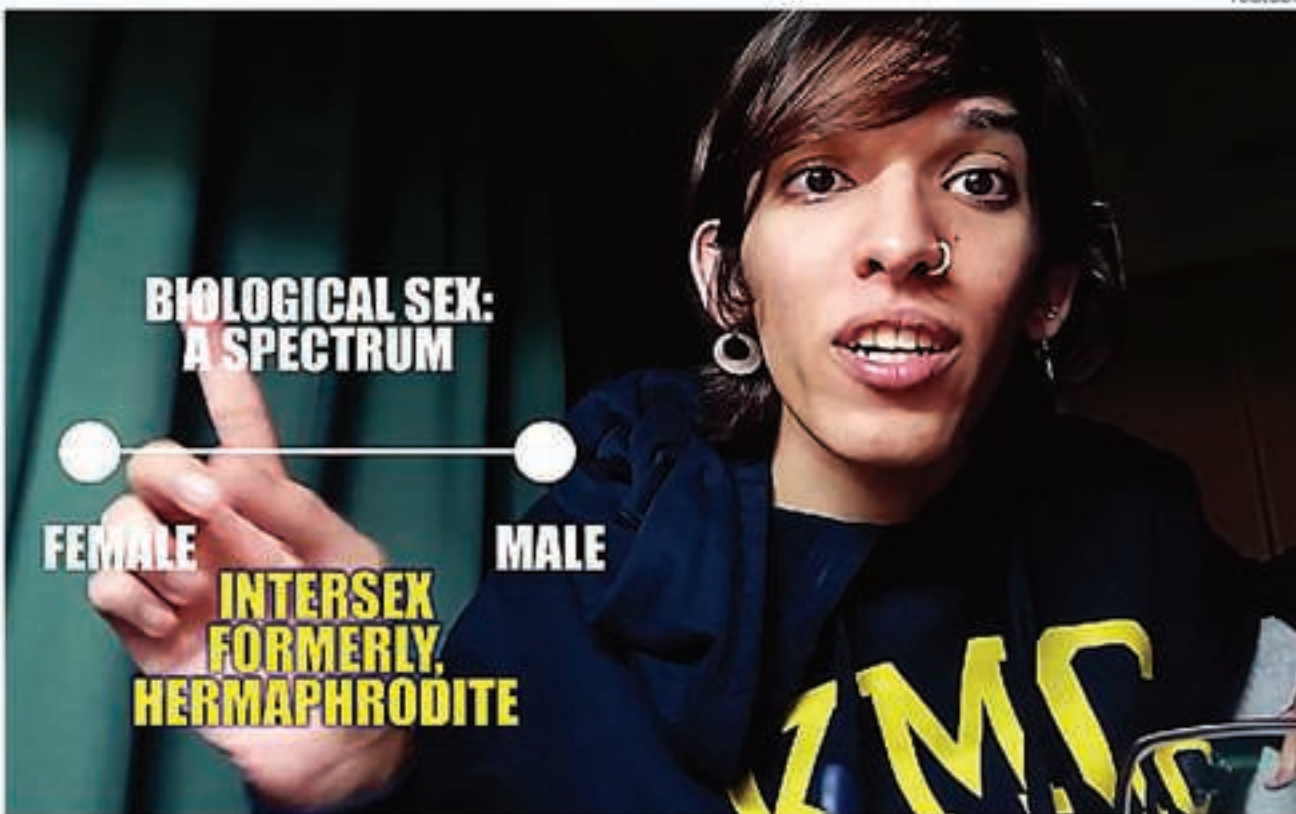 BIOLOGICAL SEX:
A SPECTRUM
FEMALE
MALE
INTERSEX
FORMERLY,
HERMAPHRODITE